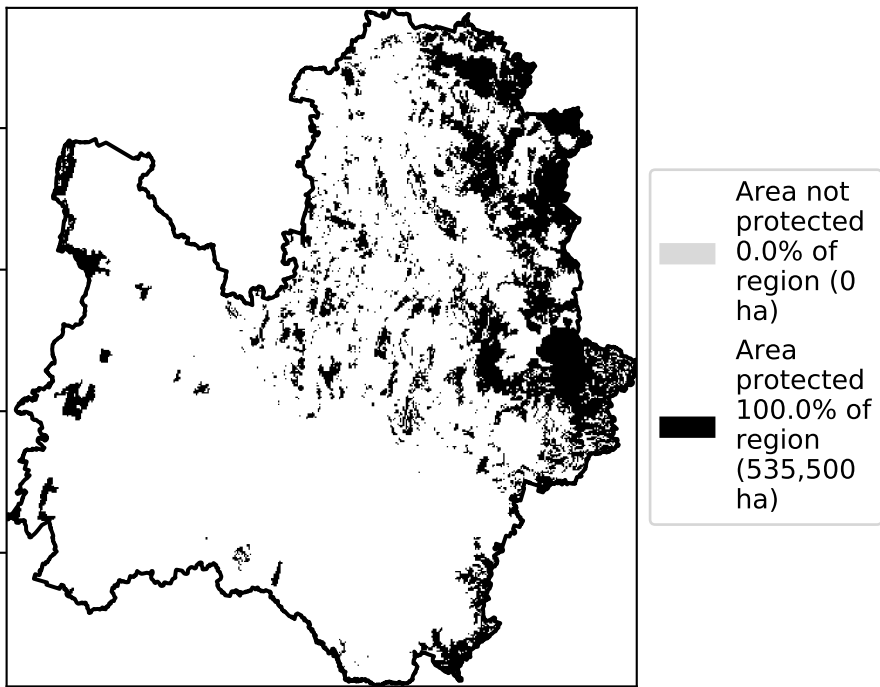 Area not
protected
0.0% of
region (0
ha)
Area
protected
100.0% of
region
(535,500
ha)